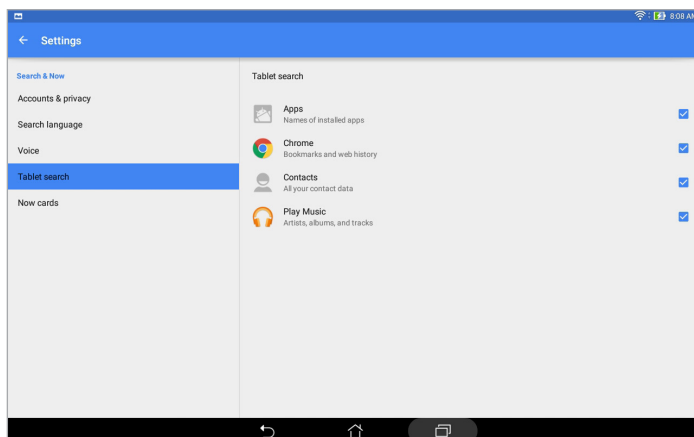 8:08 AM
Settings
Search & Now
Accounts & privacy
Search language
Voice
Tablet search
Now cards
Tablet search
Apps
Names of installed apps
Chrome
Bookmarks and web history
Contacts
All your contact data
Play Music
Artists, albums, and tracks